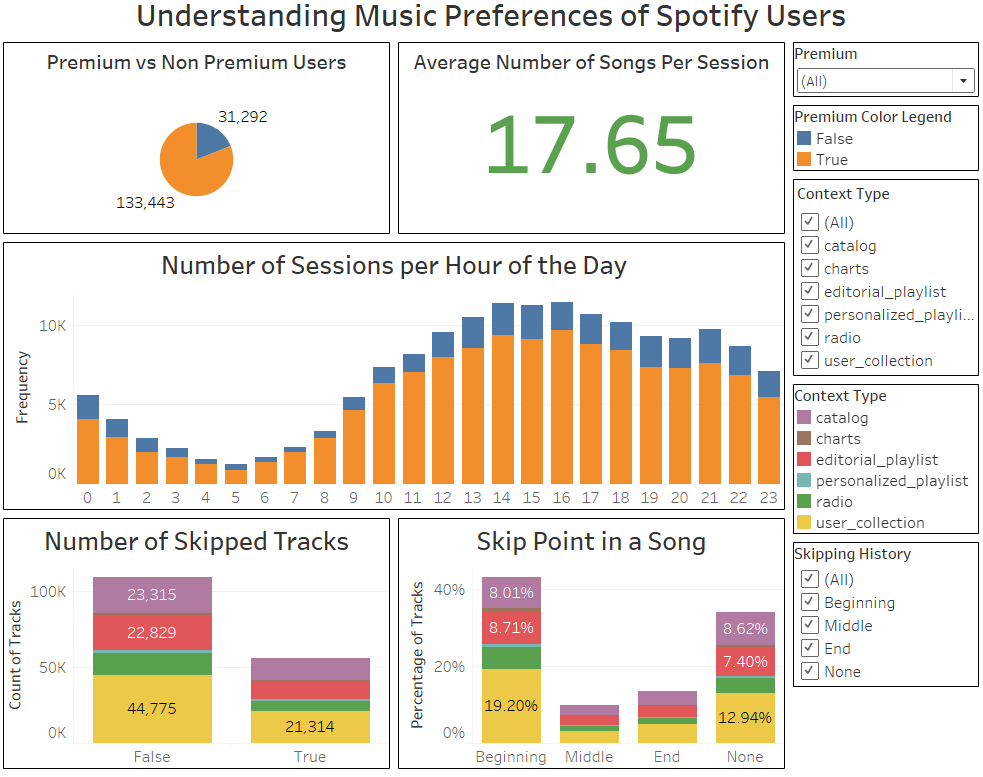 Understanding Music Preferences of Spotify Users
Premium vs Non Premium Users
31,292
133,443
Average Number of Songs Per Session
17.65
Premium
(All)
Premium Color Legend
False
True
Context Type
(All)
catalog
charts
editorial_playlist
personalized_playli...
radio
user_collection
Number of Sessions per Hour of the Day
Frequency
10K
5K
0K
0 1 2 3 4 5 6 7 8 9 10 11 12 13 14 15 16 17 18 19 20 21 22 23
Context Type
catalog
charts
editorial_playlist
personalized_playlist
radio
user_collection
Number of Skipped Tracks
Count of Tracks
100K
50K
0K
23,315
22,829
44,775
21,314
False True
Skip Point in a Song
Percentage of Tracks
40%
20%
0%
8.01%
8.71%
19.20%
8.62%
7.40%
12.94%
Beginning Middle End None
Skipping History
(All)
Beginning
Middle
End
None